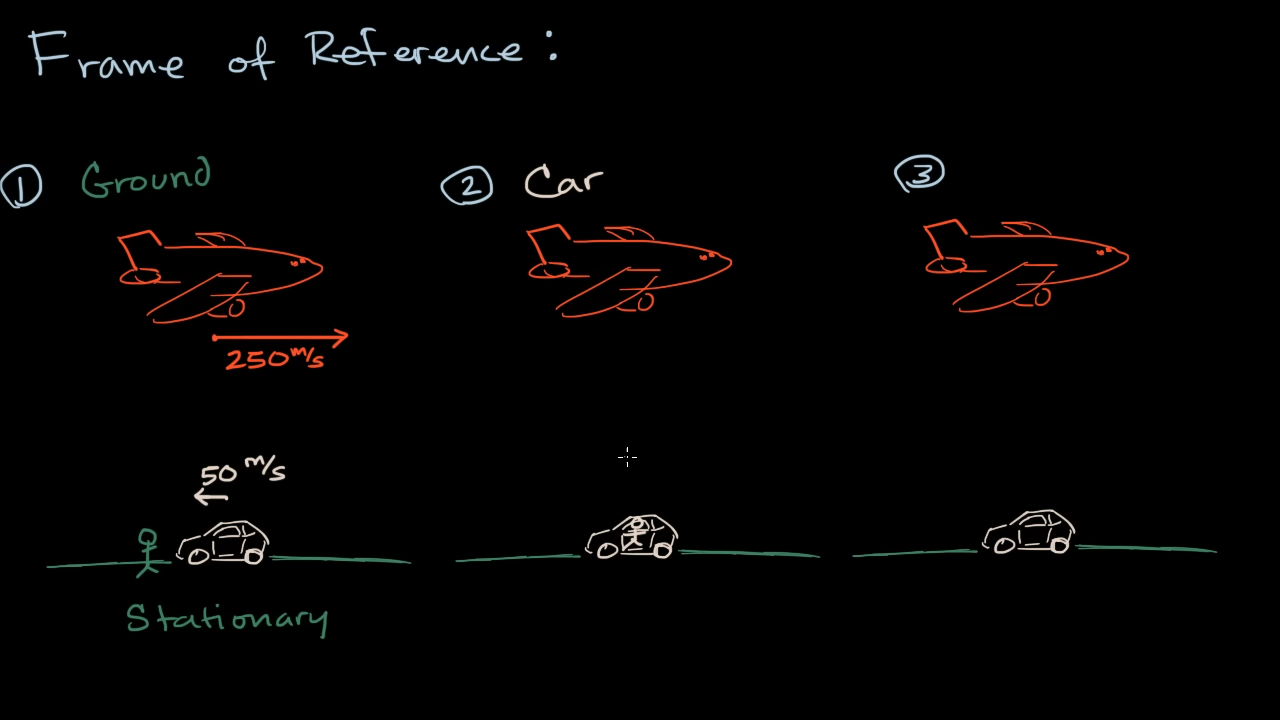 Frame of Reference:
① Ground
② Car
③
250 m/s
50 m/s
Stationary